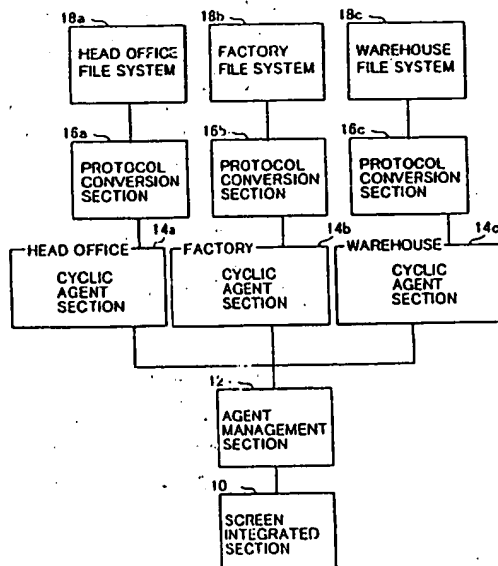 18a 18b 18c
HEAD OFFICE
FILE SYSTEM
FACTORY
FILE SYSTEM
WAREHOUSE
FILE SYSTEM
16a 16b 16c
PROTOCOL
CONVERSION
SECTION
PROTOCOL
CONVERSION
SECTION
PROTOCOL
CONVERSION
SECTION
14a 14b 14c
HEAD OFFICE
CYCLIC
AGENT
SECTION
FACTORY
CYCLIC
AGENT
SECTION
WAREHOUSE
CYCLIC
AGENT
SECTION
12
AGENT
MANAGEMENT
SECTION
10
SCREEN
INTEGRATED
SECTION